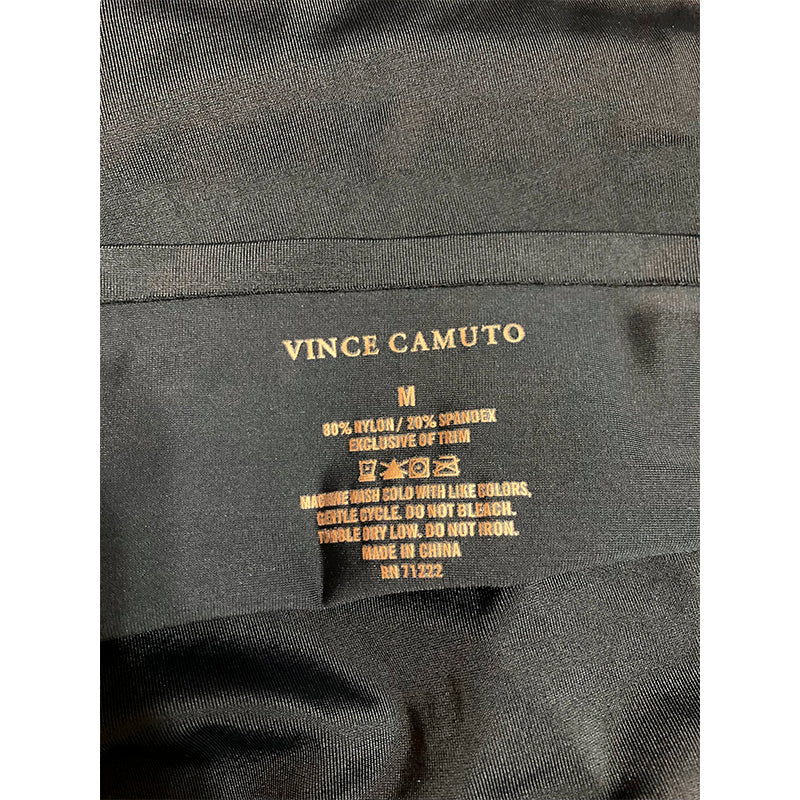 VINCE CAMUTO
M
80% NYLON / 20% SPANDEX
EXCLUSIVE OF TRIM
MACHINE WASH COLD WITH LIKE COLORS,
GENTLE CYCLE. DO NOT BLEACH.
TUMBLE DRY LOW. DO NOT IRON.
MADE IN CHINA
RN 71222